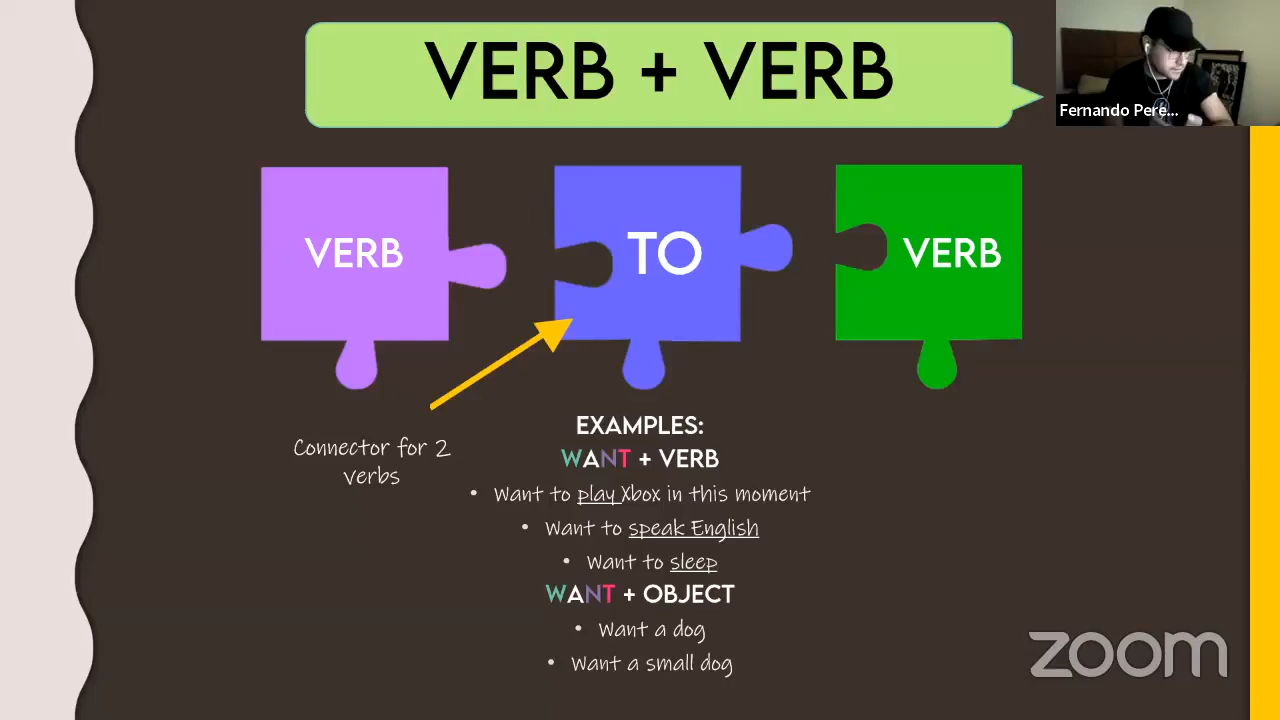 VERB + VERB
Fernando Pere...
VERB
TO
VERB
Connector for 2
verbs
EXAMPLES:
WANT + VERB
• Want to play Xbox in this moment
• Want to speak English
• Want to sleep
WANT + OBJECT
• Want a dog
• Want a small dog
zoom